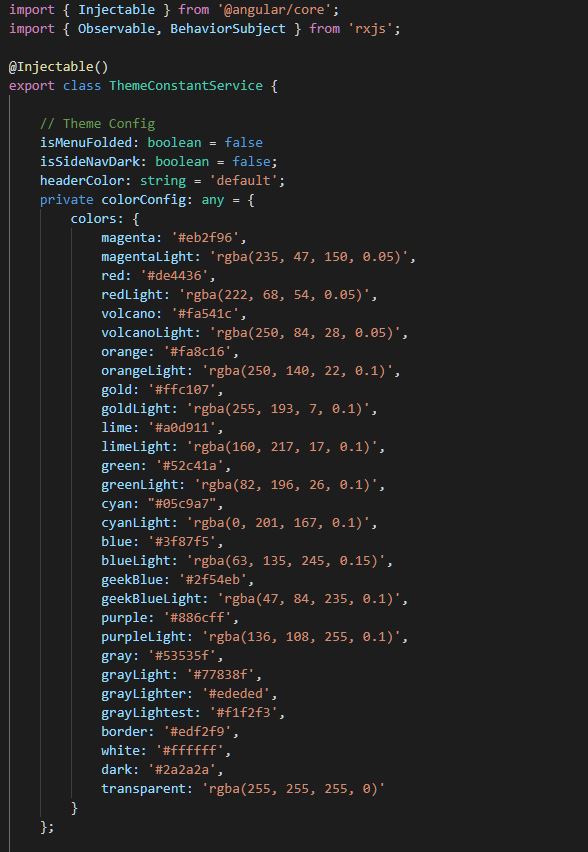 import { Injectable } from '@angular/core';
import { Observable, BehaviorSubject } from 'rxjs';
@Injectable()
export class ThemeConstantService {
// Theme Config
isMenuFolded: boolean = false
isSideNavDark: boolean = false;
headerColor: string = 'default';
private colorConfig: any = {
colors: {
magenta: '#eb2f96',
magentaLight: 'rgba(235, 47, 150, 0.05)',
red: '#de4436',
redLight: 'rgba(222, 68, 54, 0.05)',
volcano: '#fa541c',
volcanoLight: 'rgba(250, 84, 28, 0.05)',
orange: '#fa8c16',
orangeLight: 'rgba(250, 140, 22, 0.1)',
gold: '#ffc107',
goldLight: 'rgba(255, 193, 7, 0.1)',
lime: '#a0d911',
limeLight: 'rgba(160, 217, 17, 0.1)',
green: '#52c41a',
greenLight: 'rgba(82, 196, 26, 0.1)',
cyan: "#05c9a7",
cyanLight: 'rgba(0, 201, 167, 0.1)',
blue: '#3f87f5',
blueLight: 'rgba(63, 135, 245, 0.15)',
geekBlue: '#2f54eb',
geekBlueLight: 'rgba(47, 84, 235, 0.1)',
purple: '#886cff',
purpleLight: 'rgba(136, 108, 255, 0.1)',
gray: '#53535f',
grayLight: '#77838f',
grayLighter: '#ededed',
grayLightest: '#f1f2f3',
border: '#edf2f9',
white: '#ffffff',
dark: '#2a2a2a',
transparent: 'rgba(255, 255, 255, 0)'
}
};